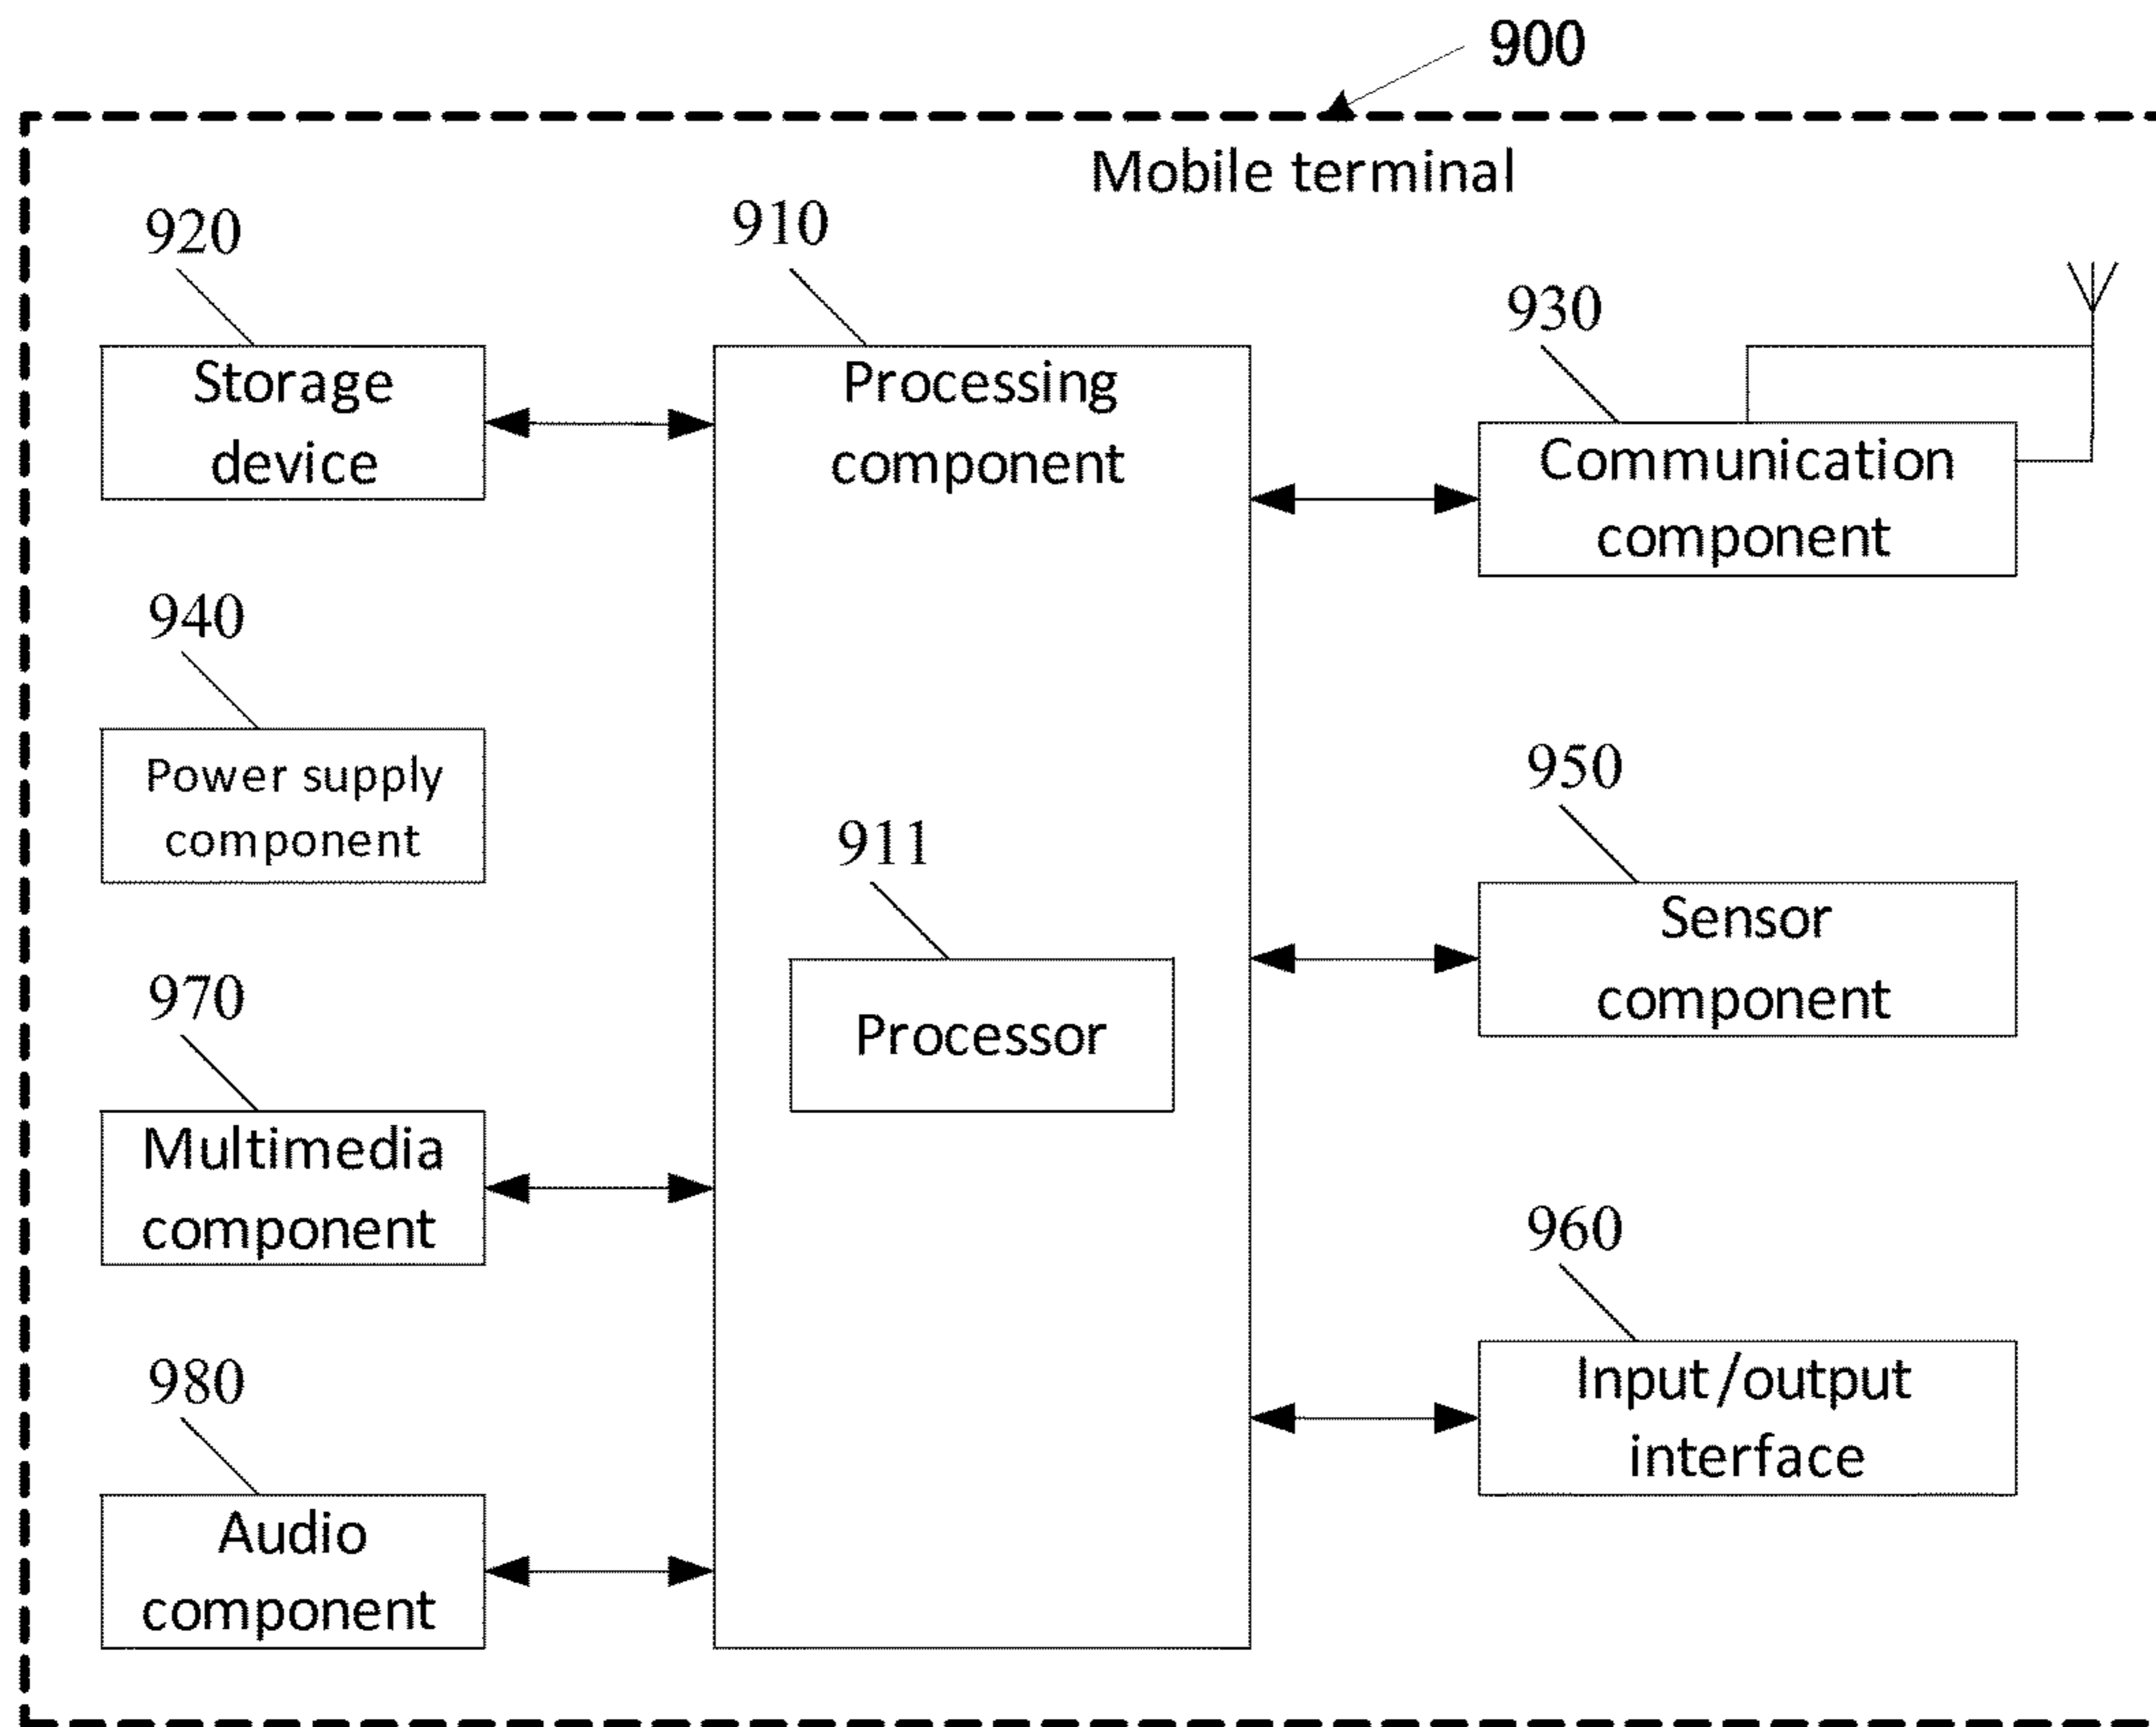 900
Mobile terminal
920
910
930
Storage
device
Processing
component
Communication
component
940
950
Power supply
component
911
Sensor
component
970
Processor
Multimedia
component
960
980
Input/output
interface
Audio
component